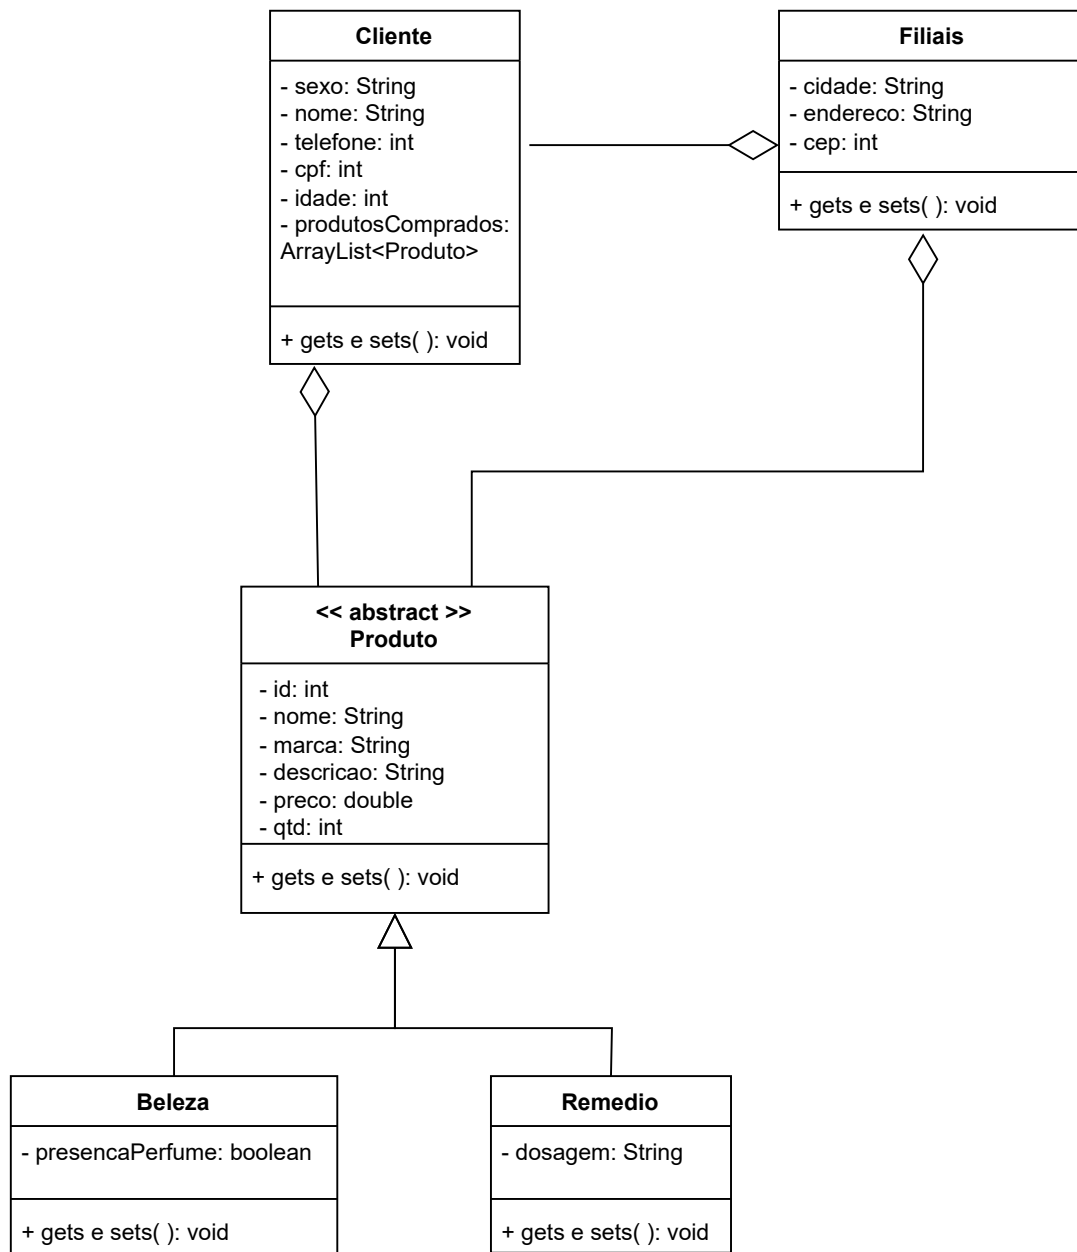 Cliente
- sexo: String
- nome: String
- telefone: int
- cpf: int
- idade: int
- produtosComprados:
ArrayList<Produto>
+ gets e sets( ): void
Filiais
- cidade: String
- endereco: String
- cep: int
+ gets e sets( ): void
<< abstract >>
Produto
- id: int
- nome: String
- marca: String
- descricao: String
- preco: double
- qtd: int
+ gets e sets( ): void
Beleza
- presencaPerfume: boolean
+ gets e sets( ): void
Remedio
- dosagem: String
+ gets e sets( ): void